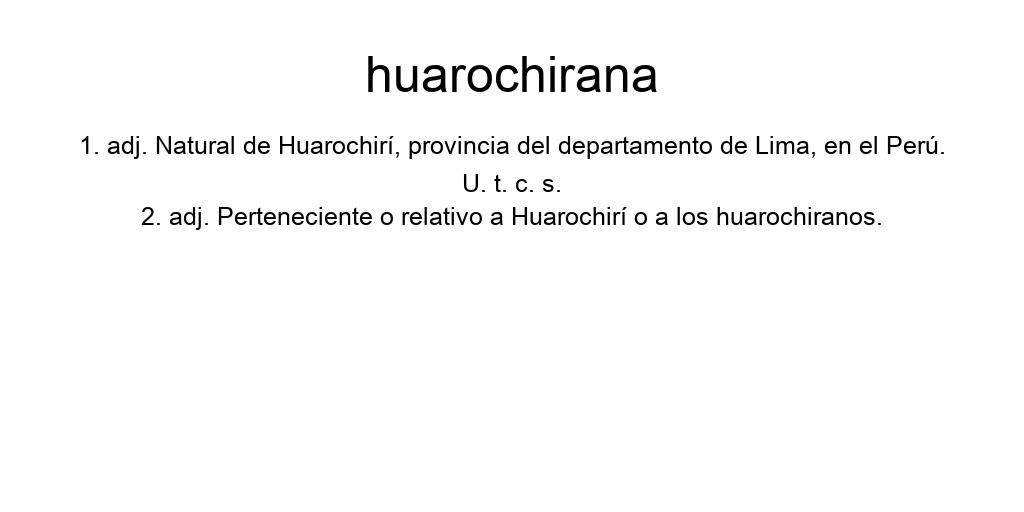 huarochirana
1. adj. Natural de Huarochirí, provincia del departamento de Lima, en el Perú.
U. t. c. s.
2. adj. Perteneciente o relativo a Huarochirí o a los huarochiranos.